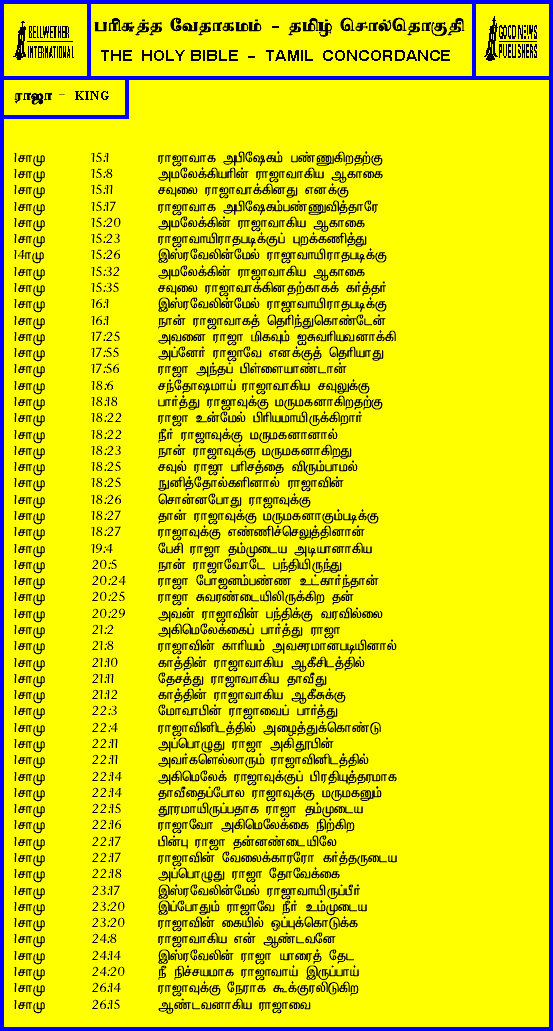 BELLWETHER
INTERNATIONAL
பரிசுத்த வேதாகமம் - தமிழ் சொல்தொகுதி
THE HOLY BIBLE - TAMIL CONCORDANCE
GOOD NEWS
PUBLISHERS
ராஜா - KING
1சாமு 15:1 ராஜாவாக அபிஷேகம் பண்ணுகிறதற்கு
1சாமு 15:8 அமலேக்கியரின் ராஜாவாகிய ஆகாகை
1சாமு 15:11 சவுலை ராஜாவாக்கினது எனக்கு
1சாமு 15:17 ராஜாவாக அபிஷேகம்பண்ணுவித்தாரே
1சாமு 15:20 அமலேக்கின் ராஜாவாகிய ஆகாகை
1சாமு 15:23 ராஜாவாயிராதபடிக்குப் புறக்கணித்து
14ாமு 15:26 இஸ்ரவேலின்மேல் ராஜாவாயிராதபடிக்கு
1சாமு 15:32 அமலேக்கின் ராஜாவாகிய ஆகாகை
1சாமு 15:35 சவுலை ராஜாவாக்கினதற்காகக் கர்த்தர்
1சாமு 16:1 இஸ்ரவேலின்மேல் ராஜாவாயிராதபடிக்கு
1சாமு 16:1 நான் ராஜாவாகத் தெரிந்துகொண்டேன்
1சாமு 17:25 அவனை ராஜா மிகவும் ஐசுவரியவனாக்கி
1சாமு 17:55 அப்னேர் ராஜாவே எனக்குத் தெரியாது
1சாமு 17:56 ராஜா அந்தப் பிள்ளையாண்டான்
1சாமு 18:6 சந்தோஷமாய் ராஜாவாகிய சவுலுக்கு
1சாமு 18:18 பார்த்து ராஜாவுக்கு மருமகனாகிறதற்கு
1சாமு 18:22 ராஜா உன்மேல் பிரியமாயிருக்கிறார்
1சாமு 18:22 நீர் ராஜாவுக்கு மருமகனானால்
1சாமு 18:23 நான் ராஜாவுக்கு மருமகனாகிறது
1சாமு 18:25 சவுல் ராஜா பரிசத்தை விரும்பாமல்
1சாமு 18:25 நுனித்தோல்களினால் ராஜாவின்
1சாமு 18:26 சொன்னபோது ராஜாவுக்கு
1சாமு 18:27 தான் ராஜாவுக்கு மருமகனாகும்படிக்கு
1சாமு 18:27 ராஜாவுக்கு எண்ணிச்செலுத்தினான்
1சாமு 19:4 பேசி ராஜா தம்முடைய அடியானாகிய
1சாமு 20:5 நான் ராஜாவோடே பந்தியிருந்து
1சாமு 20:24 ராஜா போஜனம்பண்ண உட்கார்ந்தான்
1சாமு 20:25 ராஜா சுவரண்டையிலிருக்கிற தன்
1சாமு 20:29 அவன் ராஜாவின் பந்திக்கு வரவில்லை
1சாமு 21:2 அகிமெலேக்கைப் பார்த்து ராஜா
1சாமு 21:8 ராஜாவின் காரியம் அவசரமானபடியினால்
1சாமு 21:10 காத்தின் ராஜாவாகிய ஆகீசிடத்தில்
1சாமு 21:11 தேசத்து ராஜாவாகிய தாவீது
1சாமு 21:12 காத்தின் ராஜாவாகிய ஆகீசுக்கு
1சாமு 22:3 மோவாபின் ராஜாவைப் பார்த்து
1சாமு 22:4 ராஜாவினிடத்தில் அழைத்துக்கொண்டு
1சாமு 22:11 அப்பொழுது ராஜா அகிதூபின்
1சாமு 22:11 அவர்களெல்லாரும் ராஜாவினிடத்தில்
1சாமு 22:14 அகிமெலேக் ராஜாவுக்குப் பிரதியுத்தரமாக
1சாமு 22:14 தாவீதைப்போல ராஜாவுக்கு மருமகனும்
1சாமு 22:15 தூரமாயிருப்பதாக ராஜா தம்முடைய
1சாமு 22:16 ராஜாவோ அகிமெலேக்கை நிற்கிற
1சாமு 22:17 பின்பு ராஜா தன்னண்டையிலே
1சாமு 22:17 ராஜாவின் வேலைக்காரரோ கர்த்தருடைய
1சாமு 22:18 அப்பொழுது ராஜா தோவேக்கை
1சாமு 23:17 இஸ்ரவேலின்மேல் ராஜாவாயிருப்பீர்
1சாமு 23:20 இப்போதும் ராஜாவே நீர் உம்முடைய
1சாமு 23:20 ராஜாவின் கையில் ஒப்புக்கொடுக்க
1சாமு 24:8 ராஜாவாகிய என் ஆண்டவனே
1சாமு 24:14 இஸ்ரவேலின் ராஜா யாரைத் தேட
1சாமு 24:20 நீ நிச்சயமாக ராஜாவாய் இருப்பாய்
1சாமு 26:14 ராஜாவுக்கு நேராக கூக்குரலிடுகிற
1சாமு 26:15 ஆண்டவனாகிய ராஜாவை